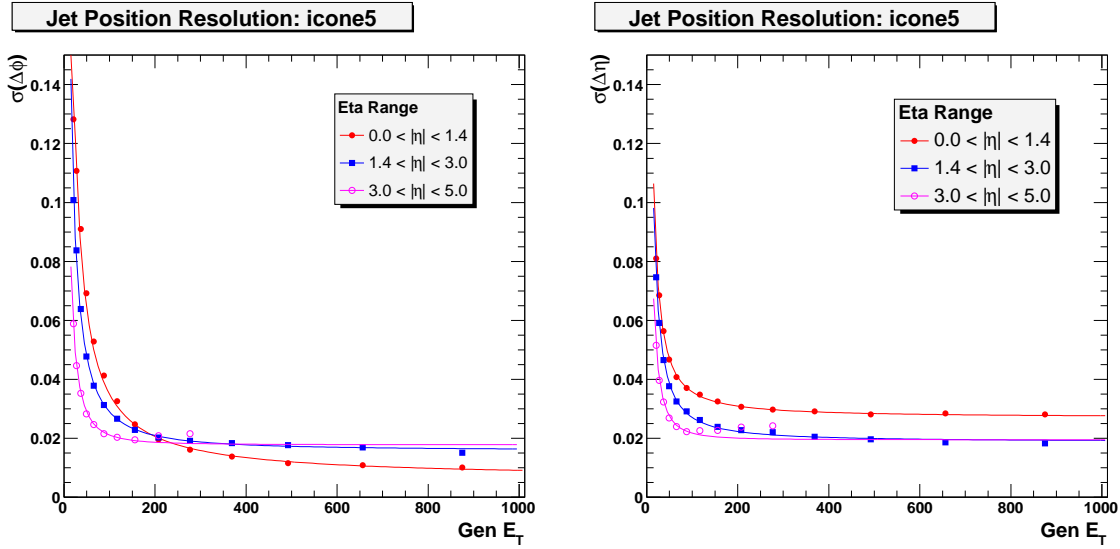 Jet Position Resolution: icone5
σ(Δϕ)
0.14
0.12
0.1
0.08
0.06
0.04
0.02
0
Eta Range
0.0 < |η| < 1.4
1.4 < |η| < 3.0
3.0 < |η| < 5.0
0 200 400 600 800 1000
Gen E_T
Jet Position Resolution: icone5
σ(Δη)
0.14
0.12
0.1
0.08
0.06
0.04
0.02
0
Eta Range
0.0 < |η| < 1.4
1.4 < |η| < 3.0
3.0 < |η| < 5.0
0 200 400 600 800 1000
Gen E_T